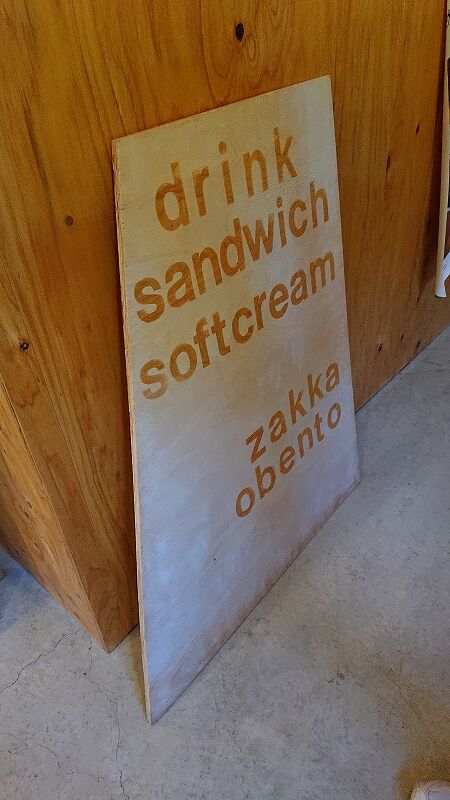 drink
sandwich
softcream
zakka
obento